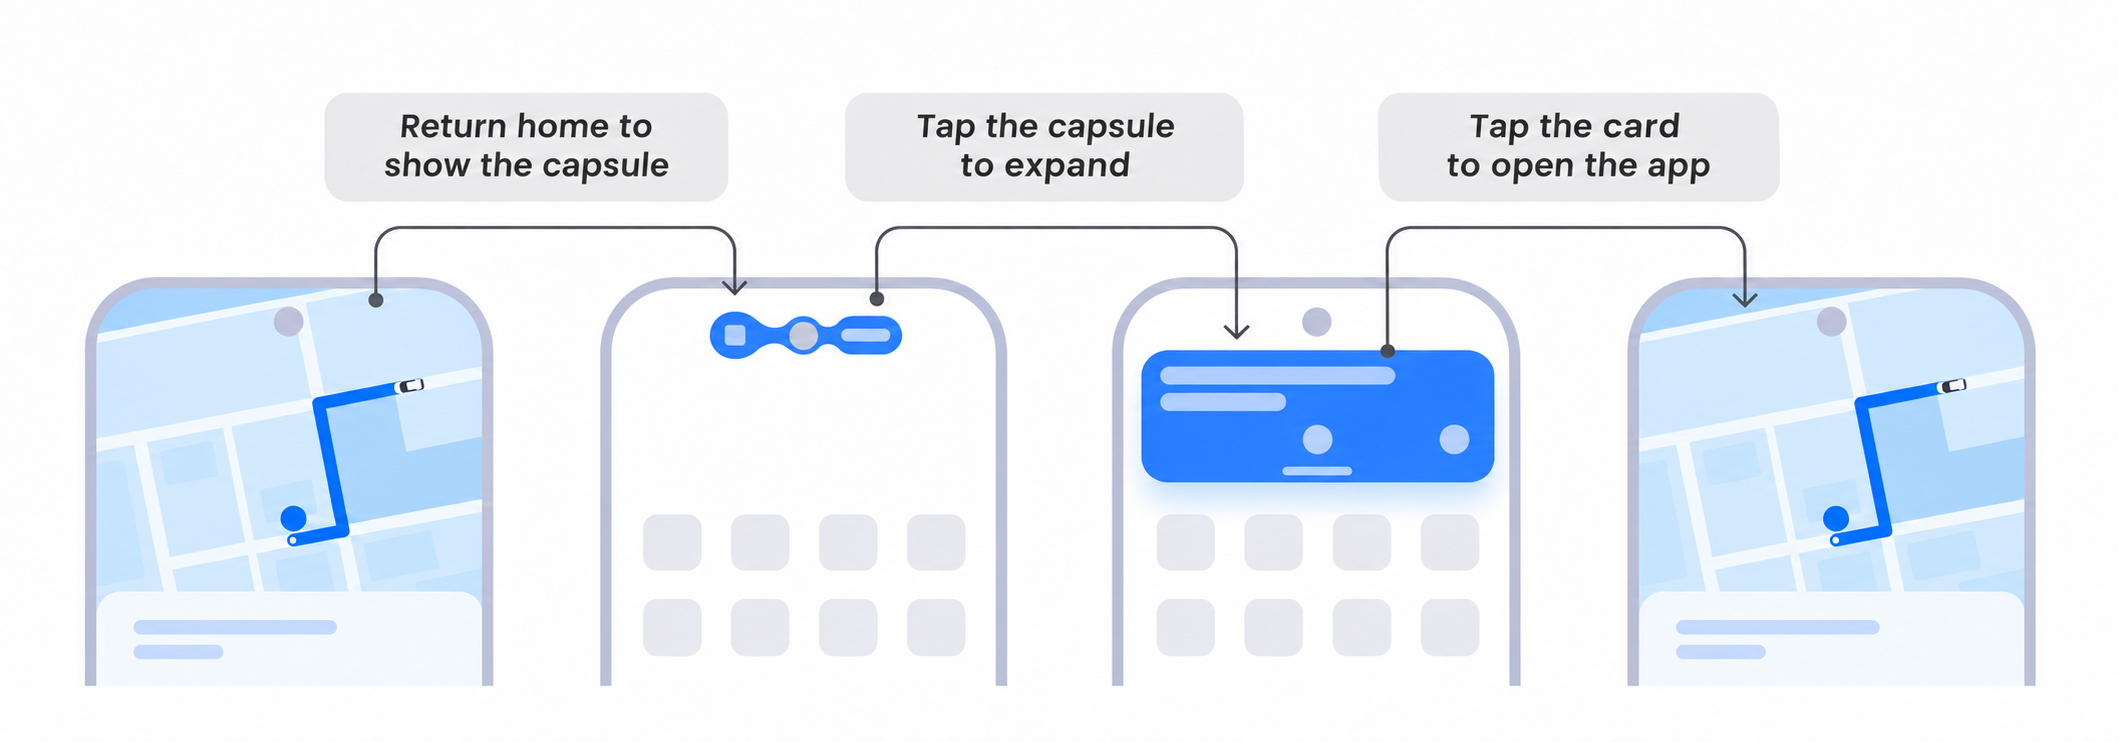 Return home to
show the capsule
Tap the capsule
to expand
Tap the card
to open the app